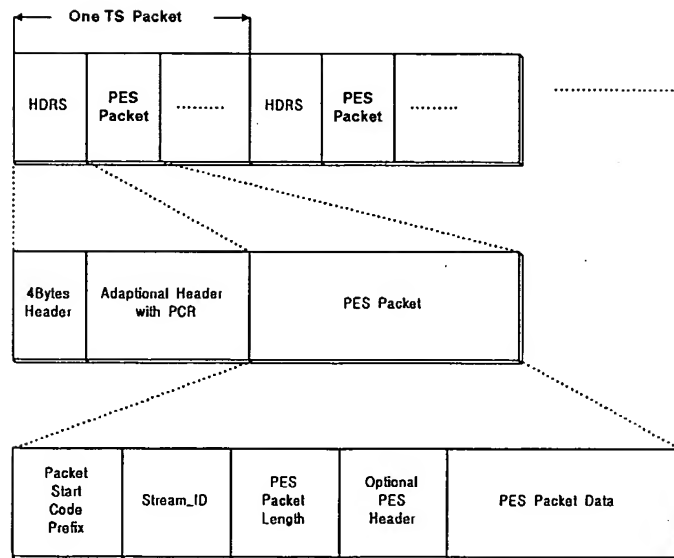 One TS Packet
HDRS
PES
Packet
........
HDRS
PES
Packet
........
4Bytes
Header
Adaptional Header
with PCR
PES Packet
Packet
Start
Code
Prefix
Stream_ID
PES
Packet
Length
Optional
PES
Header
PES Packet Data